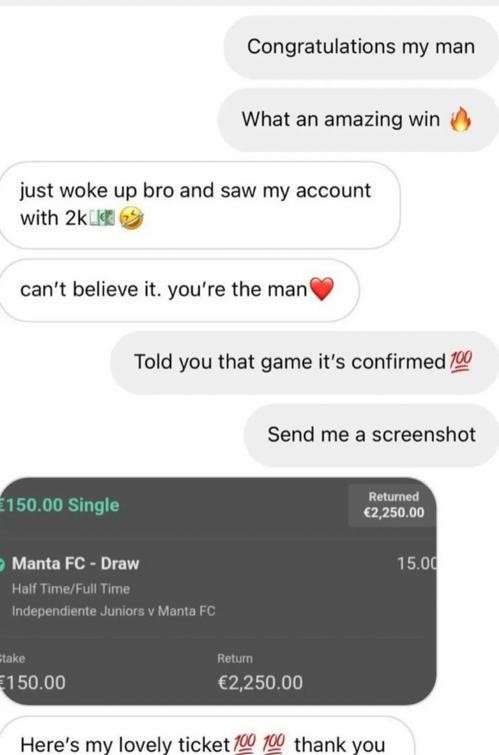 Congratulations my man
What an amazing win 🔥
just woke up bro and saw my account
with 2k💶🤣
can't believe it. you're the man❤️
Told you that game it's confirmed💯
Send me a screenshot
€150.00 Single
Returned
€2,250.00
Manta FC - Draw
15.00
Half Time/Full Time
Independiente Juniors v Manta FC
Stake
Return
€150.00
€2,250.00
Here's my lovely ticket💯 💯 thank you